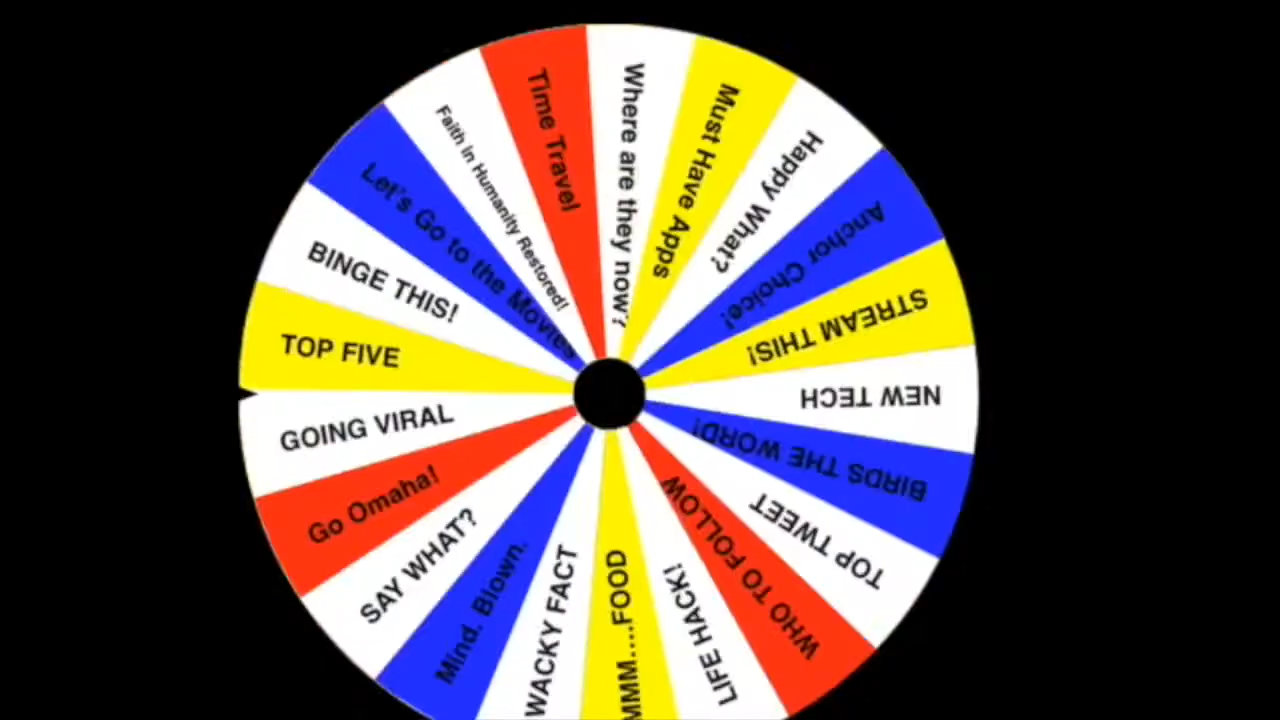 Where are they now?
Must Have Apps
Happy What?
Anchor Choice!
STREAM THIS!
NEW TECH
BIRDS THE WORD!
TOP TWEET
WHO TO FOLLOW
LIFE HACK!
MMM....FOOD
WACKY FACT
Mind. Blown.
SAY WHAT?
Go Omaha!
GOING VIRAL
TOP FIVE
BINGE THIS!
Let's Go to the Movies
Faith in Humanity Restored!
Time Travel